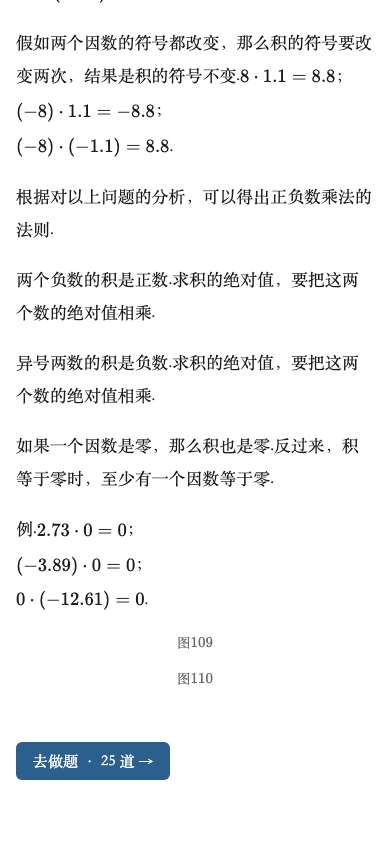 假如两个因数的符号都改变，那么积的符号要改
变两次，结果是积的符号不变.8 · 1.1 = 8.8；
(−8) · 1.1 = −8.8；
(−8) · (−1.1) = 8.8.
根据对以上问题的分析，可以得出正负数乘法的
法则.
两个负数的积是正数.求积的绝对值，要把这两
个数的绝对值相乘.
异号两数的积是负数.求积的绝对值，要把这两
个数的绝对值相乘.
如果一个因数是零，那么积也是零.反过来，积
等于零时，至少有一个因数等于零.
例.2.73 · 0 = 0；
(−3.89) · 0 = 0；
0 · (−12.61) = 0.
图109
图110
去做题 · 25 道 →